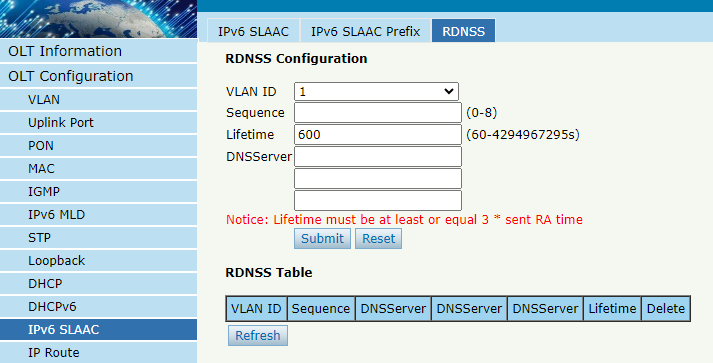 IPv6 SLAAC IPv6 SLAAC Prefix RDNSS
OLT Information
OLT Configuration
VLAN
Uplink Port
PON
MAC
IGMP
IPv6 MLD
STP
Loopback
DHCP
DHCPv6
IPv6 SLAAC
IP Route
RDNSS Configuration
VLAN ID 1
Sequence (0-8)
Lifetime 600 (60-4294967295s)
DNSServer
Notice: Lifetime must be at least or equal 3 * sent RA time
Submit Reset
RDNSS Table
VLAN ID Sequence DNSServer DNSServer DNSServer Lifetime Delete
Refresh